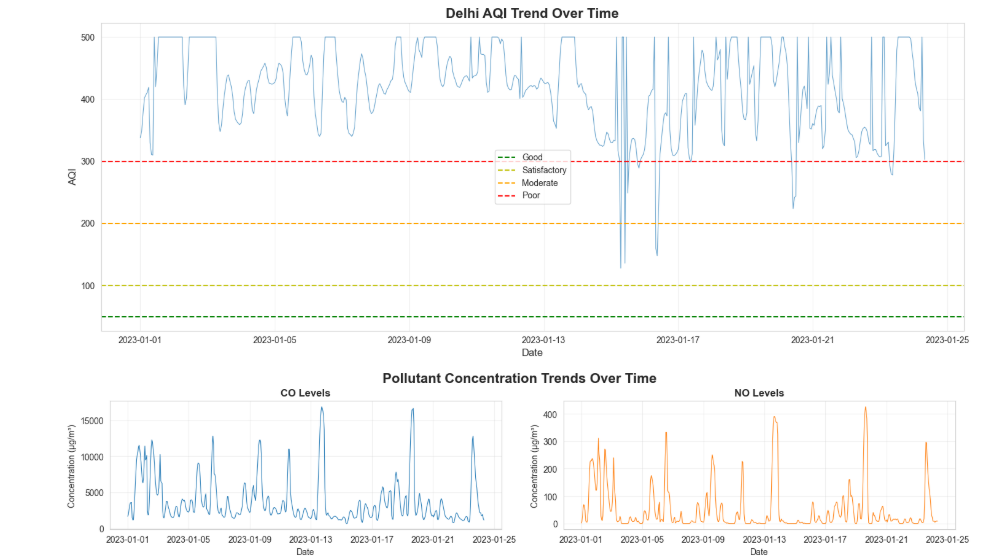 Delhi AQI Trend Over Time
AQI
500
400
300
200
100
Good
Satisfactory
Moderate
Poor
2023-01-01 2023-01-05 2023-01-09 2023-01-13 2023-01-17 2023-01-21 2023-01-25
Date
Pollutant Concentration Trends Over Time
CO Levels
Concentration (µg/m³)
15000
10000
5000
0
2023-01-01 2023-01-05 2023-01-09 2023-01-13 2023-01-17 2023-01-21 2023-01-25
Date
NO Levels
Concentration (µg/m³)
400
300
200
100
0
2023-01-01 2023-01-05 2023-01-09 2023-01-13 2023-01-17 2023-01-21 2023-01-25
Date